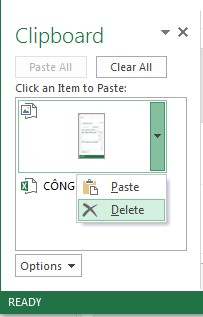 Clipboard
Paste All Clear All
Click an Item to Paste:
CÔNG
Paste
Delete
Options
READY